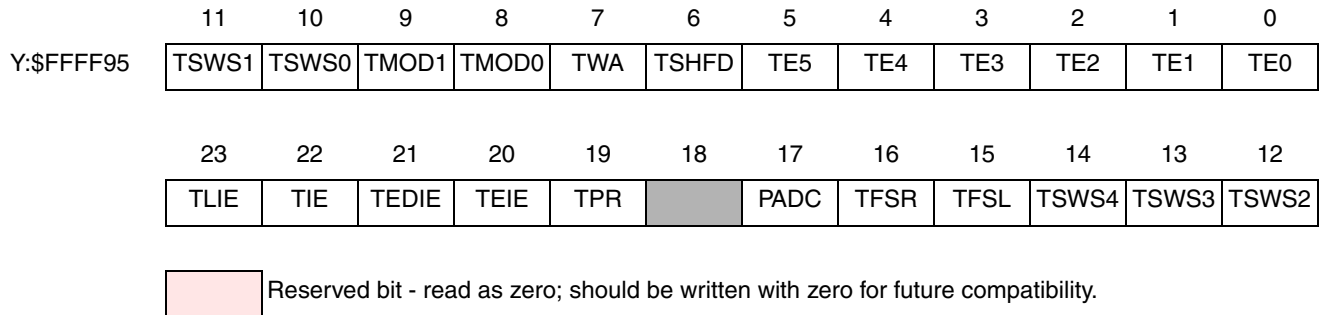 11 10 9 8 7 6 5 4 3 2 1 0
Y:$FFFF95 TSWS1 TSWS0 TMOD1 TMOD0 TWA TSHFD TE5 TE4 TE3 TE2 TE1 TE0
23 22 21 20 19 18 17 16 15 14 13 12
TLIE TIE TEDIE TEIE TPR PADC TFSR TFSL TSWS4 TSWS3 TSWS2
Reserved bit - read as zero; should be written with zero for future compatibility.